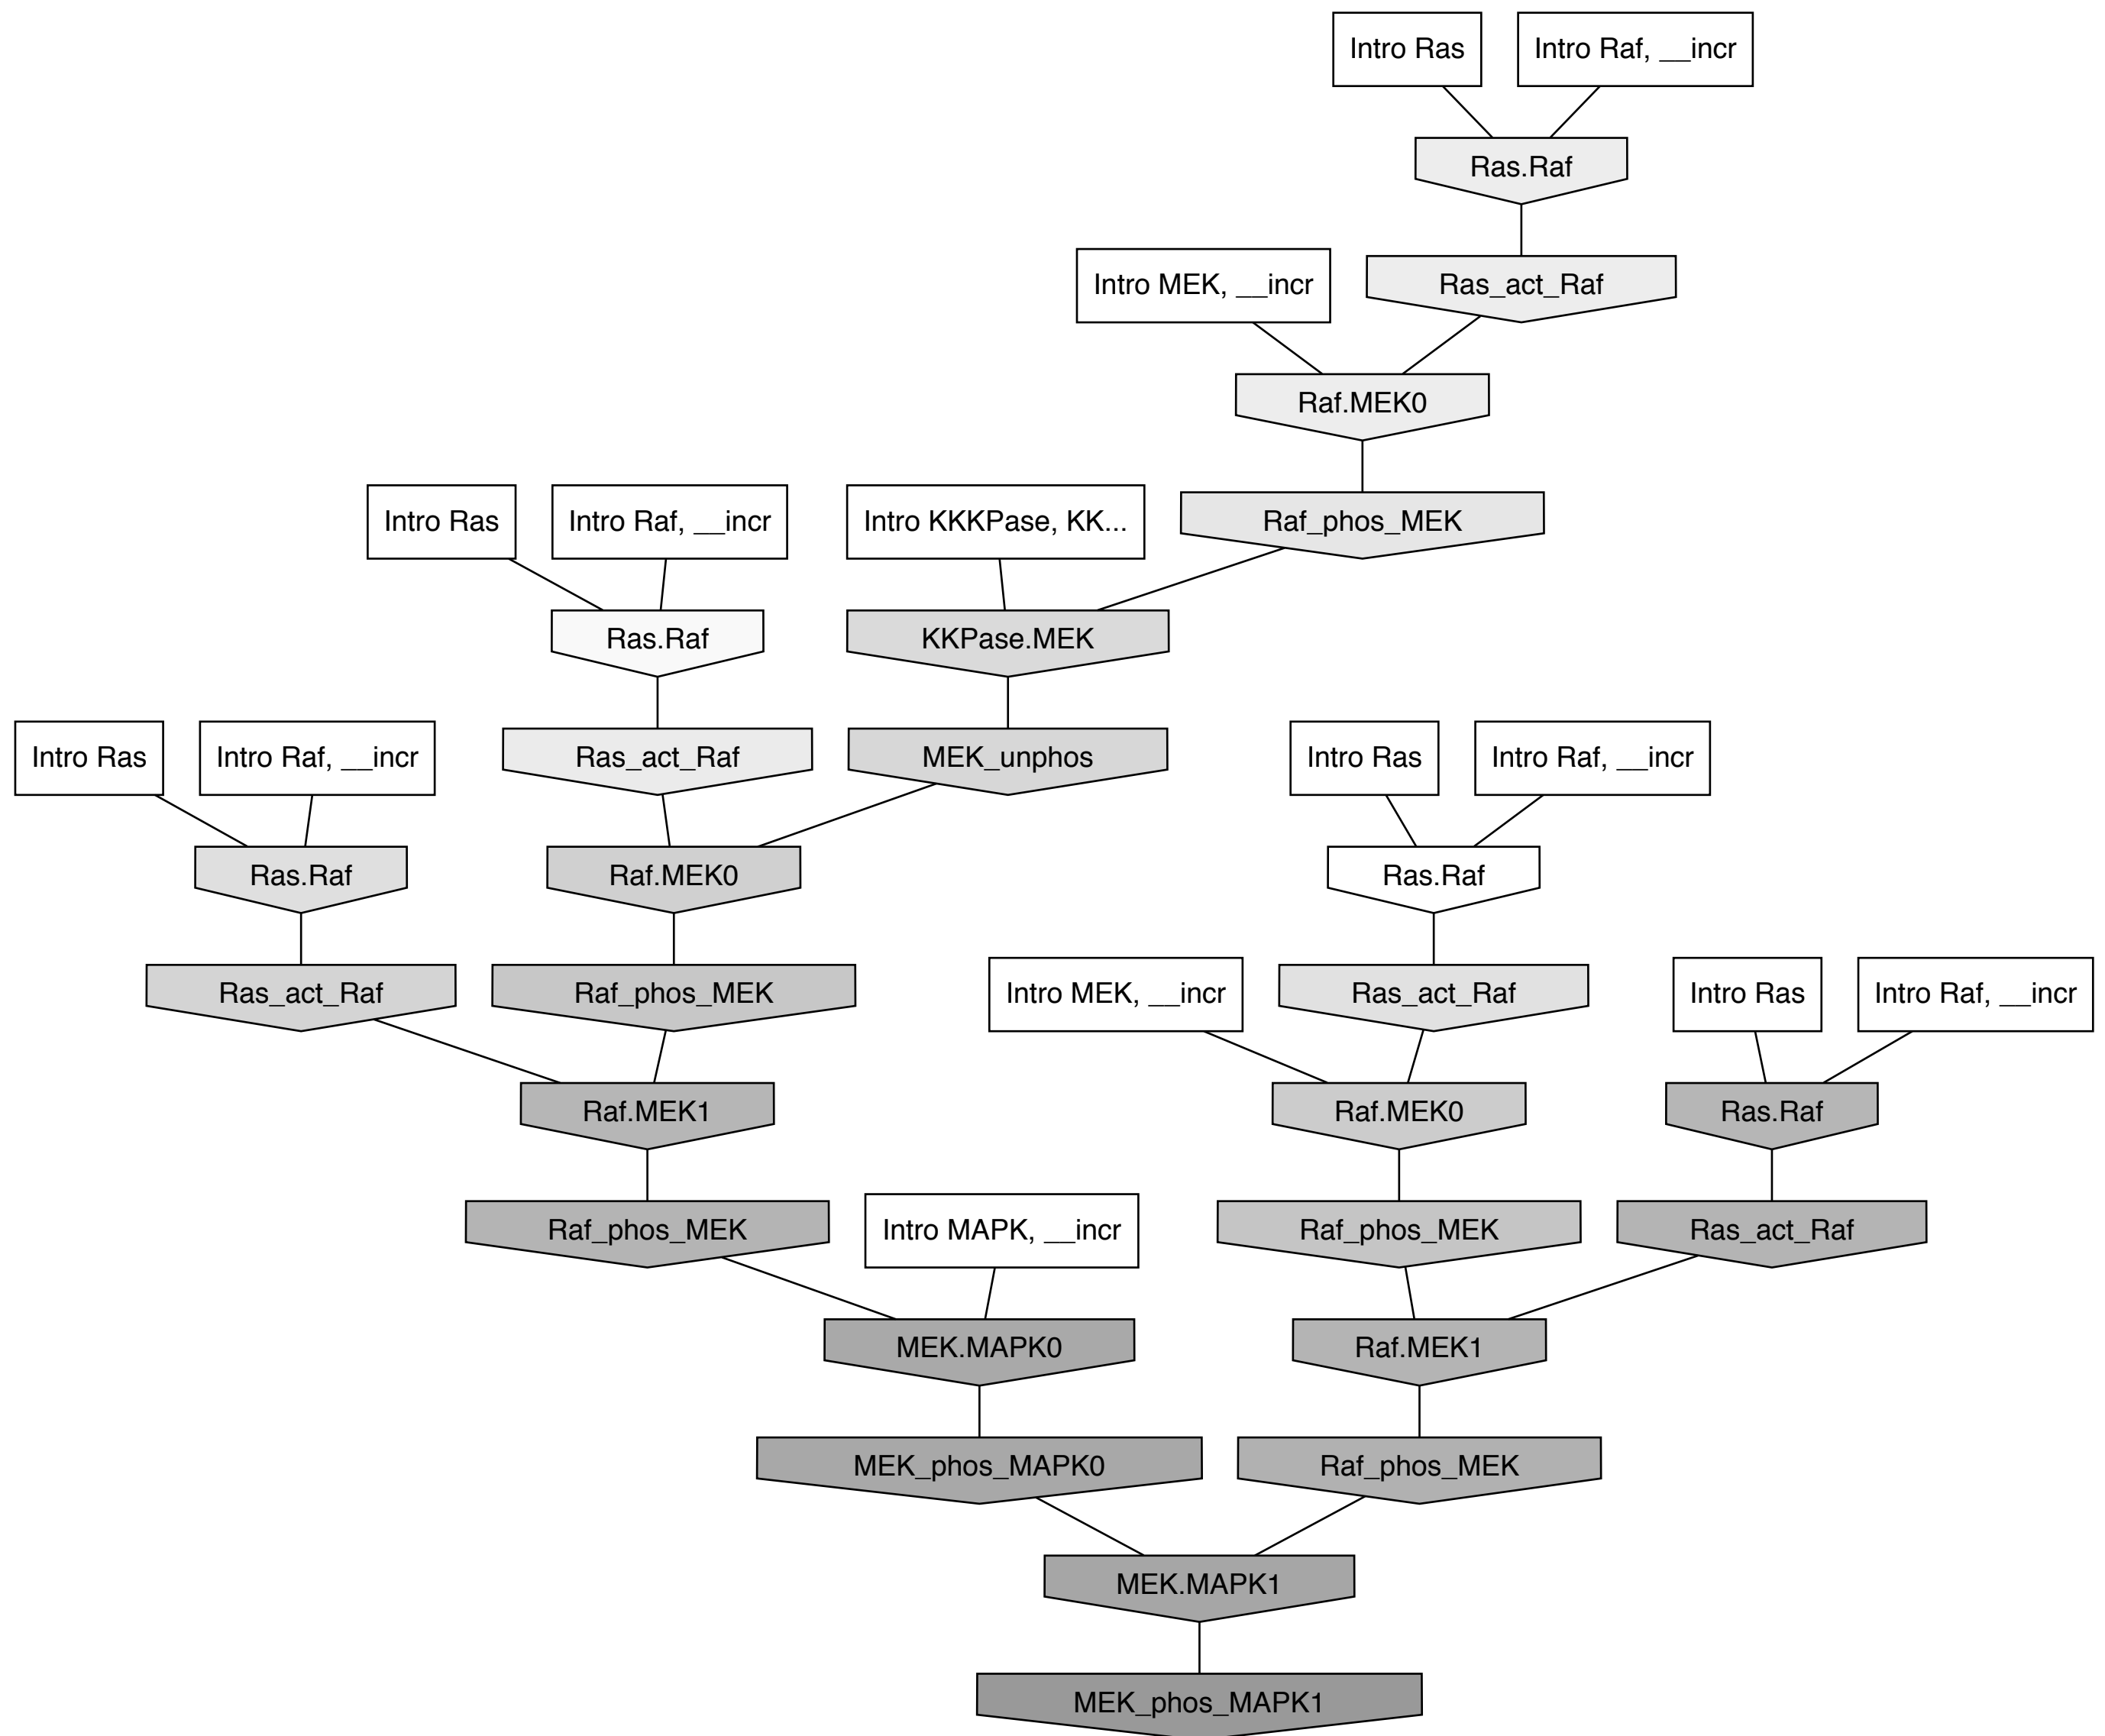 Intro Ras
Intro Raf, __incr
Ras.Raf
Intro MEK, __incr
Ras_act_Raf
Raf.MEK0
Intro Ras
Intro Raf, __incr
Intro KKKPase, KK...
Raf_phos_MEK
Ras.Raf
KKPase.MEK
Intro Ras
Intro Raf, __incr
Ras_act_Raf
MEK_unphos
Intro Ras
Intro Raf, __incr
Ras.Raf
Raf.MEK0
Ras.Raf
Ras_act_Raf
Raf_phos_MEK
Intro MEK, __incr
Ras_act_Raf
Intro Ras
Intro Raf, __incr
Raf.MEK1
Raf.MEK0
Ras.Raf
Raf_phos_MEK
Intro MAPK, __incr
Raf_phos_MEK
Ras_act_Raf
MEK.MAPK0
Raf.MEK1
MEK_phos_MAPK0
Raf_phos_MEK
MEK.MAPK1
MEK_phos_MAPK1